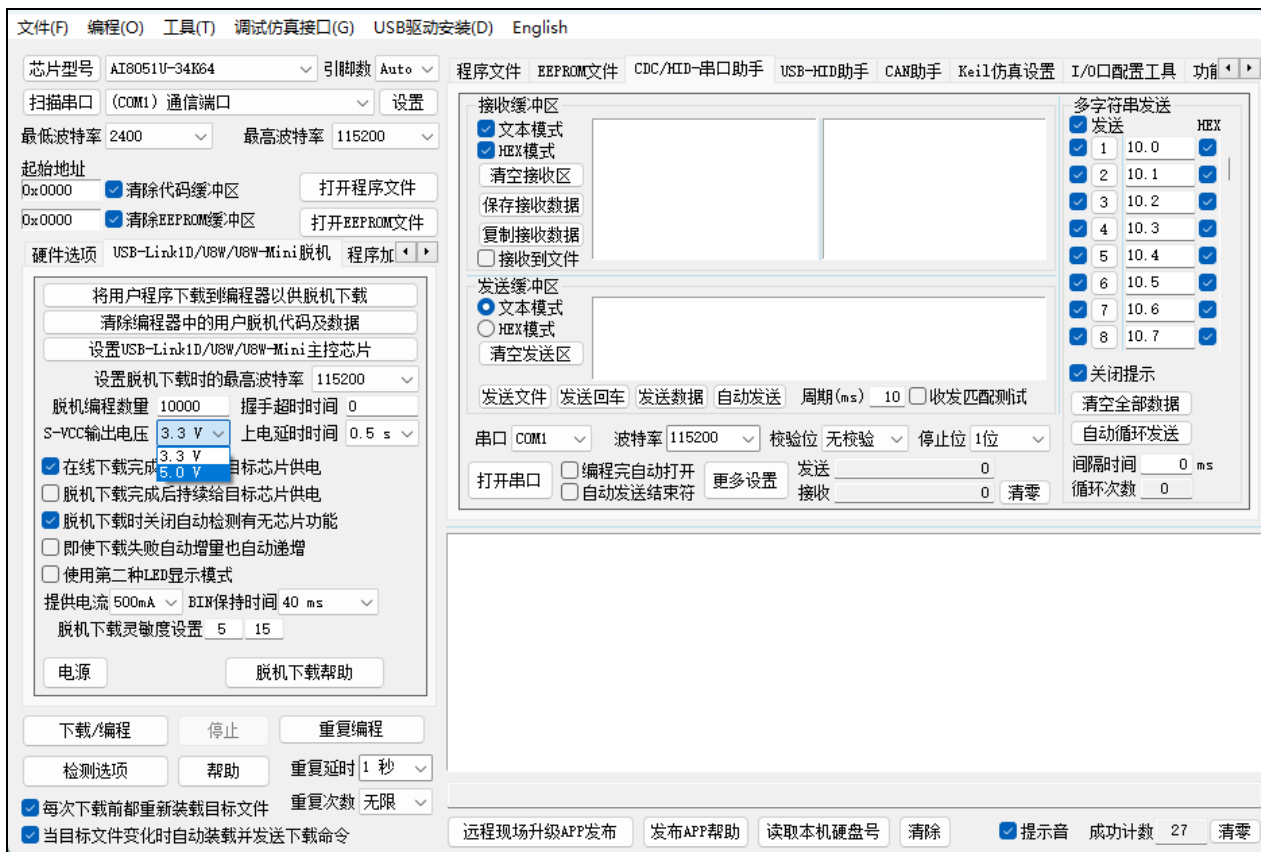 文件(F) 编程(O) 工具(T) 调试仿真接口(G) USB驱动安装(D) English
芯片型号 AI8051U-34K64 引脚数 Auto
扫描串口 (COM1) 通信端口 设置
最低波特率 2400 最高波特率 115200
起始地址
0x0000 清除代码缓冲区 打开程序文件
0x0000 清除EEPROM缓冲区 打开EEPROM文件
硬件选项 USB-Link1D/U8W/U8W-Mini脱机 程序加
将用户程序下载到编程器以供脱机下载
清除编程器中的用户脱机代码及数据
设置USB-Link1D/U8W/U8W-Mini主控芯片
设置脱机下载时的最高波特率 115200
脱机编程数量 10000 握手超时时间 0
S-VCC输出电压 3.3 V 上电延时时间 0.5 s
3.3 V
5.0 V
在线下载完成 目标芯片供电
脱机下载完成后持续给目标芯片供电
脱机下载时关闭自动检测有无芯片功能
即使下载失败自动增量也自动递增
使用第二种LED显示模式
提供电流 500mA BIN保持时间 40 ms
脱机下载灵敏度设置 5 15
电源 脱机下载帮助
下载/编程 停止 重复编程
检测选项 帮助 重复延时 1 秒
每次下载前都重新装载目标文件 重复次数 无限
当目标文件变化时自动装载并发送下载命令
程序文件 EEPROM文件 CDC/HID-串口助手 USB-HID助手 CAN助手 Keil仿真设置 I/O口配置工具
接收缓冲区
文本模式
HEX模式
清空接收区
保存接收数据
复制接收数据
接收到文件
发送缓冲区
文本模式
HEX模式
清空发送区
发送文件 发送回车 发送数据 自动发送 周期(ms) 10 收发匹配测试
串口 COM1 波特率 115200 校验位 无校验 停止位 1位
打开串口 编程完自动打开 更多设置 发送 0
自动发送结束符 接收 0 清零
多字符串发送
发送 HEX
1 10.0
2 10.1
3 10.2
4 10.3
5 10.4
6 10.5
7 10.6
8 10.7
关闭提示
清空全部数据
自动循环发送
间隔时间 0 ms
循环次数 0
远程现场升级APP发布 发布APP帮助 读取本机硬盘号 清除 提示音 成功计数 27 清零